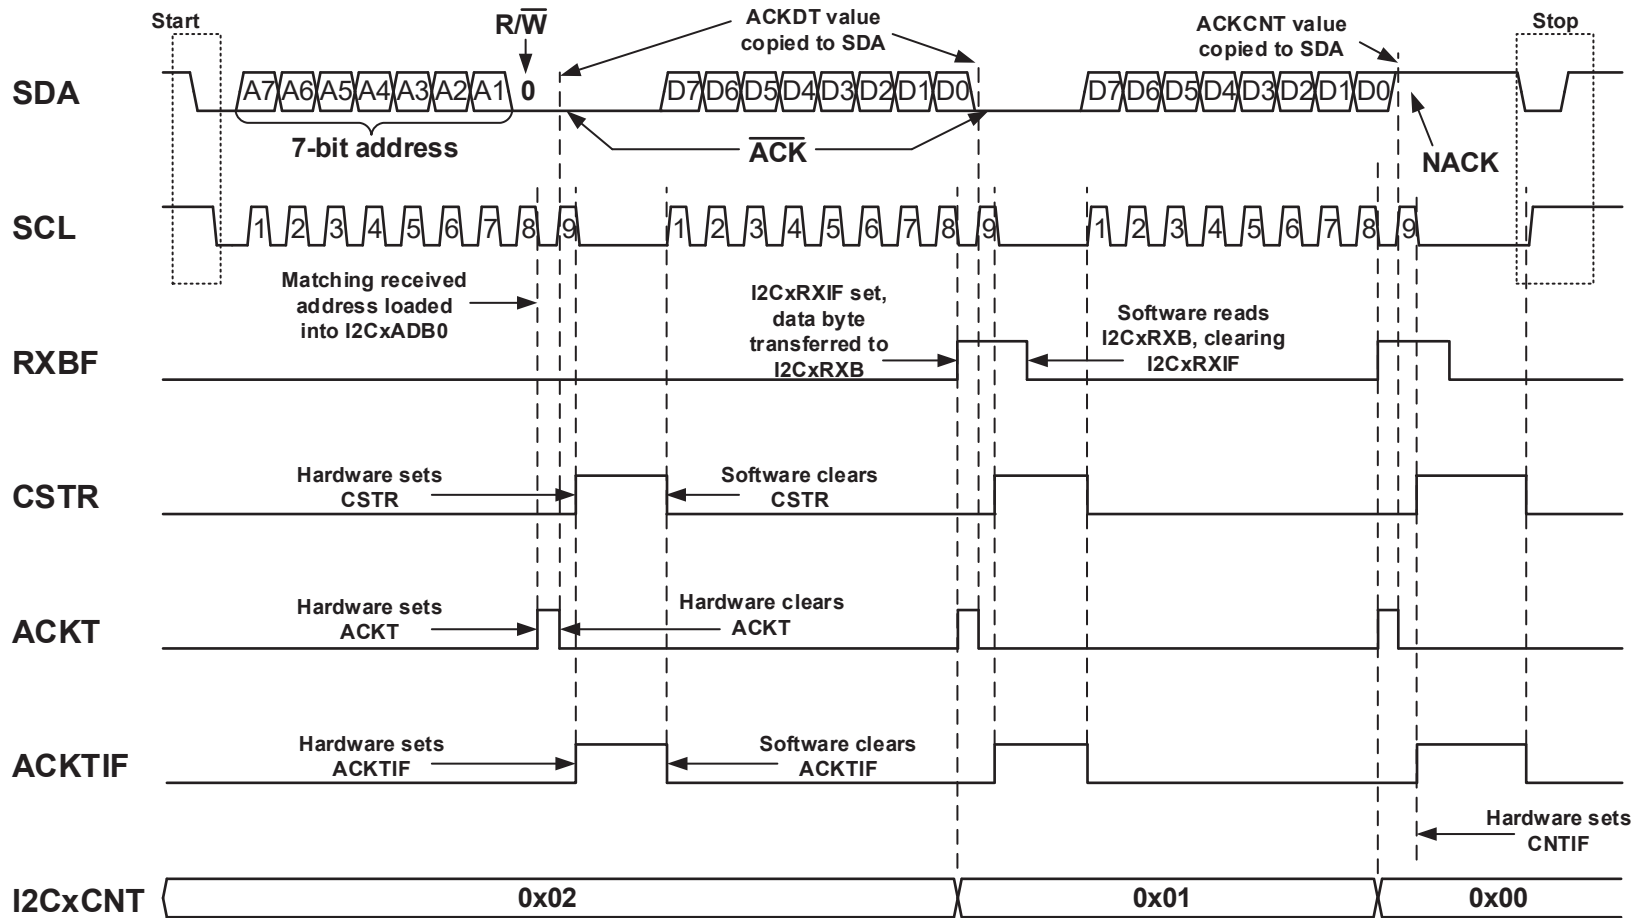 Start
R/W
ACKDT value
copied to SDA
ACKCNT value
copied to SDA
Stop
SDA
A7 A6 A5 A4 A3 A2 A1 0
D7 D6 D5 D4 D3 D2 D1 D0
D7 D6 D5 D4 D3 D2 D1 D0
7-bit address
ACK
NACK
SCL
1 2 3 4 5 6 7 8 9
1 2 3 4 5 6 7 8 9
1 2 3 4 5 6 7 8 9
Matching received
address loaded
into I2CxADB0
I2CxRXIF set,
data byte
transferred to
I2CxRXB
Software reads
I2CxRXB, clearing
I2CxRXIF
RXBF
CSTR
Hardware sets
CSTR
Software clears
CSTR
ACKT
Hardware sets
ACKT
Hardware clears
ACKT
ACKTIF
Hardware sets
ACKTIF
Software clears
ACKTIF
Hardware sets
CNTIF
I2CxCNT
0x02
0x01
0x00